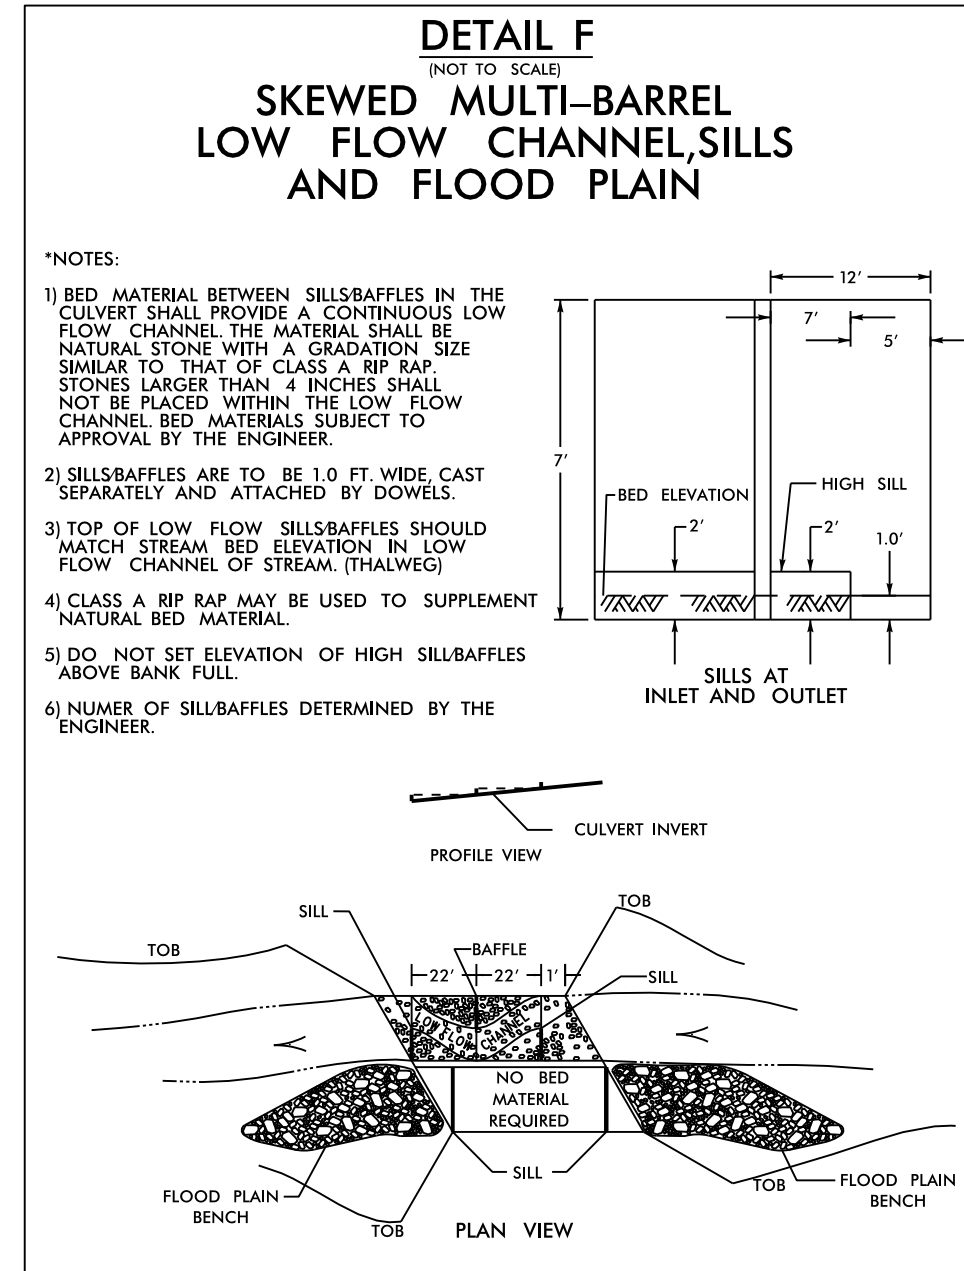 DETAIL F
(NOT TO SCALE)
SKEWED MULTI-BARREL
LOW FLOW CHANNEL,SILLS
AND FLOOD PLAIN
*NOTES:
1) BED MATERIAL BETWEEN SILLS/BAFFLES IN THE
CULVERT SHALL PROVIDE A CONTINUOUS LOW
FLOW CHANNEL. THE MATERIAL SHALL BE
NATURAL STONE WITH A GRADATION SIZE
SIMILAR TO THAT OF CLASS A RIP RAP.
STONES LARGER THAN 4 INCHES SHALL
NOT BE PLACED WITHIN THE LOW FLOW
CHANNEL. BED MATERIALS SUBJECT TO
APPROVAL BY THE ENGINEER.
2) SILLS/BAFFLES ARE TO BE 1.0 FT. WIDE, CAST
SEPARATELY AND ATTACHED BY DOWELS.
3) TOP OF LOW FLOW SILLS/BAFFLES SHOULD
MATCH STREAM BED ELEVATION IN LOW
FLOW CHANNEL OF STREAM. (THALWEG)
4) CLASS A RIP RAP MAY BE USED TO SUPPLEMENT
NATURAL BED MATERIAL.
5) DO NOT SET ELEVATION OF HIGH SILL/BAFFLES
ABOVE BANK FULL.
6) NUMER OF SILL/BAFFLES DETERMINED BY THE
ENGINEER.
12'
7'
5'
7'
BED ELEVATION
HIGH SILL
2'
2'
1.0'
SILLS AT
INLET AND OUTLET
CULVERT INVERT
PROFILE VIEW
SILL
TOB
TOB
BAFFLE
22'
22'
1'
SILL
LOW FLOW
CHANNEL
NO BED
MATERIAL
REQUIRED
SILL
FLOOD PLAIN
BENCH
TOB
TOB
FLOOD PLAIN
BENCH
PLAN VIEW